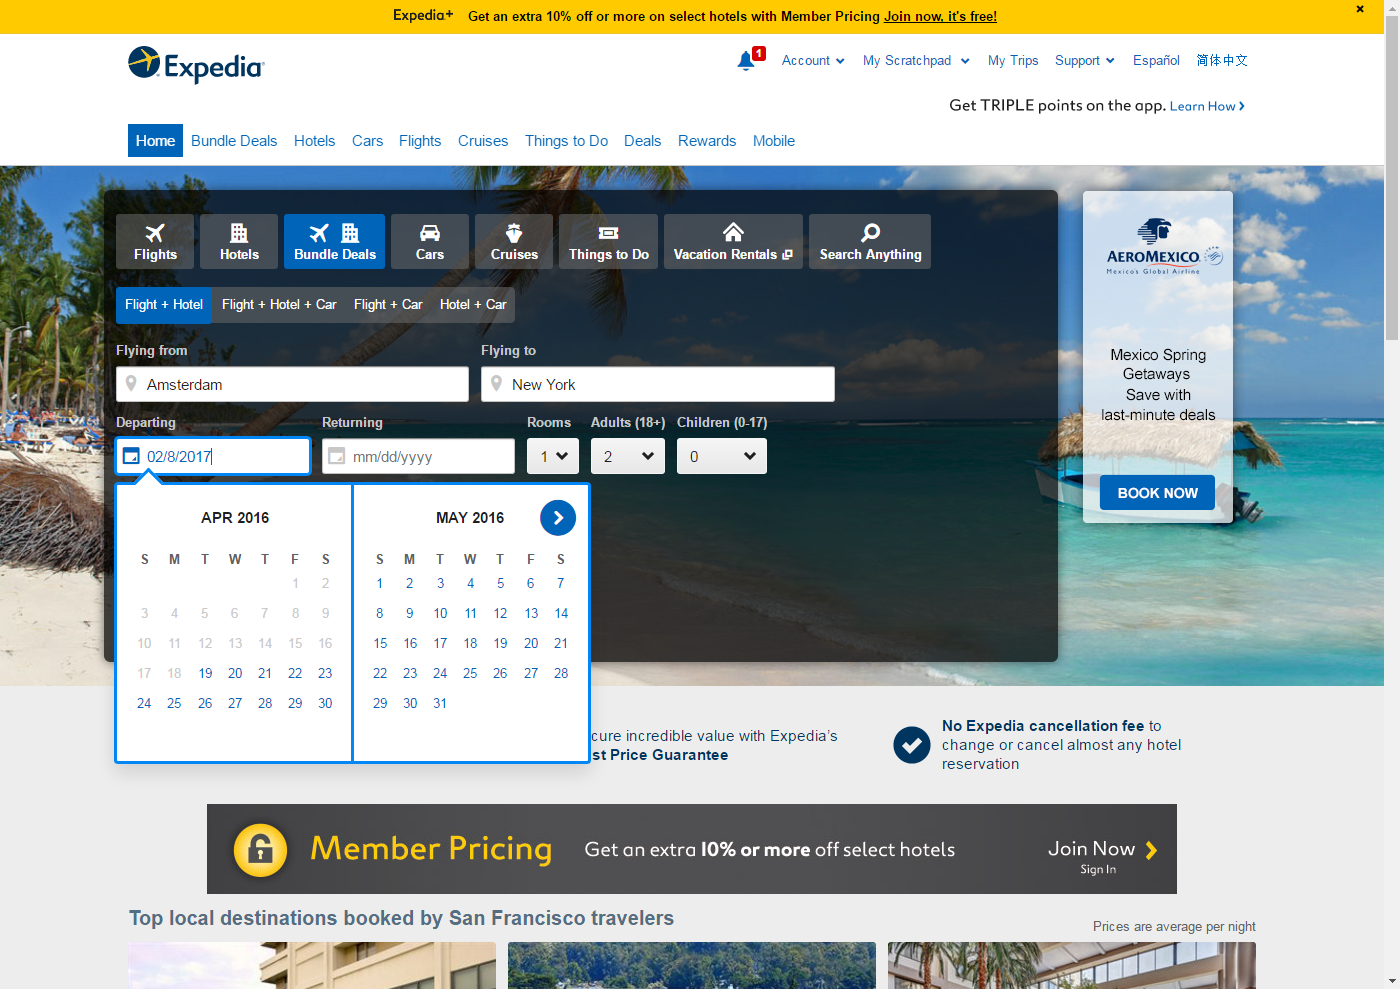 Expedia+ Get an extra 10% off or more on select hotels with Member Pricing Join now, it's free!
Expedia
1
Account
My Scratchpad
My Trips
Support
Español
简体中文
Get TRIPLE points on the app. Learn How
Home
Bundle Deals
Hotels
Cars
Flights
Cruises
Things to Do
Deals
Rewards
Mobile
Flights
Hotels
Bundle Deals
Cars
Cruises
Things to Do
Vacation Rentals
Search Anything
Flight + Hotel
Flight + Hotel + Car
Flight + Car
Hotel + Car
Flying from
Flying to
Amsterdam
New York
Departing
Returning
Rooms
Adults (18+)
Children (0-17)
02/8/2017
mm/dd/yyyy
1
2
0
APR 2016
S M T W T F S
1 2
3 4 5 6 7 8 9
10 11 12 13 14 15 16
17 18 19 20 21 22 23
24 25 26 27 28 29 30
MAY 2016
S M T W T F S
1 2 3 4 5 6 7
8 9 10 11 12 13 14
15 16 17 18 19 20 21
22 23 24 25 26 27 28
29 30 31
AEROMEXICO.
Mexico's Global Airline
Mexico Spring
Getaways
Save with
last-minute deals
BOOK NOW
cure incredible value with Expedia's
st Price Guarantee
No Expedia cancellation fee to
change or cancel almost any hotel
reservation
Member Pricing
Get an extra 10% or more off select hotels
Join Now
Sign In
Top local destinations booked by San Francisco travelers
Prices are average per night